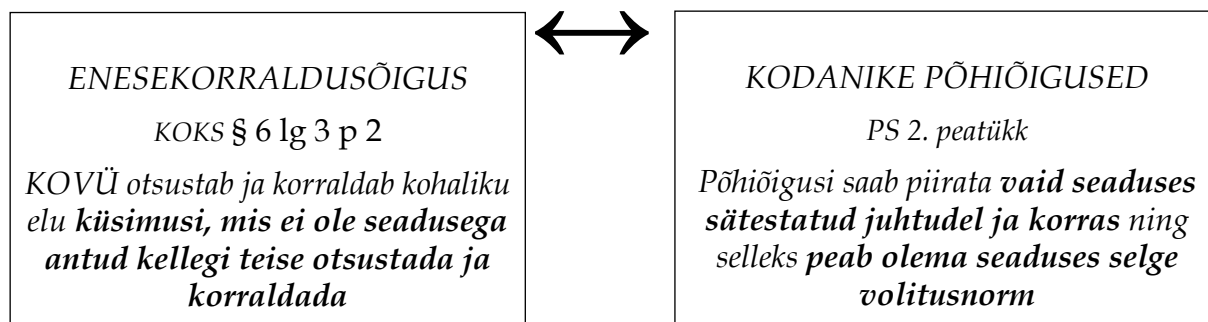 ENESEKORRALDUSÕIGUS
KOKS § 6 lg 3 p 2
KOVÜ otsustab ja korraldab kohaliku
elu küsimusi, mis ei ole seadusega
antud kellegi teise otsustada ja
korraldada
KODANIKE PÕHIÕIGUSED
PS 2. peatükk
Põhiõigusi saab piirata vaid seaduses
sätestatud juhtudel ja korras ning
selleks peab olema seaduses selge
volitusnorm